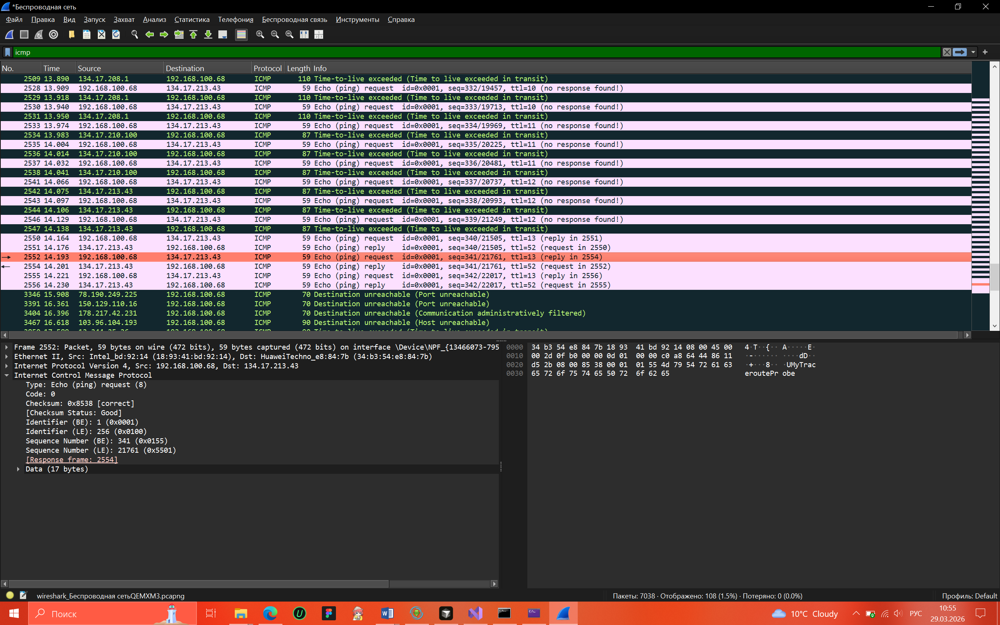 *Беспроводная сеть
Файл Правка Вид Запуск Захват Анализ Статистика Телефония Беспроводная связь Инструменты Справка
icmp
No. Time Source Destination Protocol Length Info
2509 13.890 134.17.208.1 192.168.100.68 ICMP 110 Time-to-live exceeded (Time to live exceeded in transit)
2528 13.909 192.168.100.68 134.17.213.43 ICMP 59 Echo (ping) request id=0x0001, seq=332/19457, ttl=10 (no response found!)
2529 13.918 134.17.208.1 192.168.100.68 ICMP 110 Time-to-live exceeded (Time to live exceeded in transit)
2530 13.940 192.168.100.68 134.17.213.43 ICMP 59 Echo (ping) request id=0x0001, seq=333/19713, ttl=10 (no response found!)
2531 13.950 134.17.208.1 192.168.100.68 ICMP 110 Time-to-live exceeded (Time to live exceeded in transit)
2533 13.974 192.168.100.68 134.17.213.43 ICMP 59 Echo (ping) request id=0x0001, seq=334/19969, ttl=11 (no response found!)
2534 13.983 134.17.210.100 192.168.100.68 ICMP 87 Time-to-live exceeded (Time to live exceeded in transit)
2535 14.004 192.168.100.68 134.17.213.43 ICMP 59 Echo (ping) request id=0x0001, seq=335/20225, ttl=11 (no response found!)
2536 14.014 134.17.210.100 192.168.100.68 ICMP 87 Time-to-live exceeded (Time to live exceeded in transit)
2537 14.032 192.168.100.68 134.17.213.43 ICMP 59 Echo (ping) request id=0x0001, seq=336/20481, ttl=11 (no response found!)
2538 14.041 134.17.210.100 192.168.100.68 ICMP 87 Time-to-live exceeded (Time to live exceeded in transit)
2541 14.066 192.168.100.68 134.17.213.43 ICMP 59 Echo (ping) request id=0x0001, seq=337/20737, ttl=12 (no response found!)
2542 14.075 134.17.213.43 192.168.100.68 ICMP 87 Time-to-live exceeded (Time to live exceeded in transit)
2543 14.097 192.168.100.68 134.17.213.43 ICMP 59 Echo (ping) request id=0x0001, seq=338/20993, ttl=12 (no response found!)
2544 14.106 134.17.213.43 192.168.100.68 ICMP 87 Time-to-live exceeded (Time to live exceeded in transit)
2546 14.129 192.168.100.68 134.17.213.43 ICMP 59 Echo (ping) request id=0x0001, seq=339/21249, ttl=12 (no response found!)
2547 14.138 134.17.213.43 192.168.100.68 ICMP 87 Time-to-live exceeded (Time to live exceeded in transit)
2550 14.164 192.168.100.68 134.17.213.43 ICMP 59 Echo (ping) request id=0x0001, seq=340/21505, ttl=13 (reply in 2551)
2551 14.176 134.17.213.43 192.168.100.68 ICMP 59 Echo (ping) reply id=0x0001, seq=340/21505, ttl=52 (request in 2550)
2552 14.193 192.168.100.68 134.17.213.43 ICMP 59 Echo (ping) request id=0x0001, seq=341/21761, ttl=13 (reply in 2554)
2554 14.201 134.17.213.43 192.168.100.68 ICMP 59 Echo (ping) reply id=0x0001, seq=341/21761, ttl=52 (request in 2552)
2555 14.221 192.168.100.68 134.17.213.43 ICMP 59 Echo (ping) request id=0x0001, seq=342/22017, ttl=13 (reply in 2556)
2556 14.230 134.17.213.43 192.168.100.68 ICMP 59 Echo (ping) reply id=0x0001, seq=342/22017, ttl=52 (request in 2555)
3346 15.908 78.190.249.225 192.168.100.68 ICMP 70 Destination unreachable (Port unreachable)
3391 16.361 150.129.110.16 192.168.100.68 ICMP 70 Destination unreachable (Port unreachable)
3404 16.396 178.217.42.231 192.168.100.68 ICMP 70 Destination unreachable (Communication administratively filtered)
3467 16.618 103.96.104.193 192.168.100.68 ICMP 90 Destination unreachable (Host unreachable)
Frame 2552: Packet, 59 bytes on wire (472 bits), 59 bytes captured (472 bits) on interface \Device\NPF_{13466073-795
Ethernet II, Src: Intel_bd:92:14 (18:93:41:bd:92:14), Dst: HuaweiTechno_e8:84:7b (34:b3:54:e8:84:7b)
Internet Protocol Version 4, Src: 192.168.100.68, Dst: 134.17.213.43
Internet Control Message Protocol
Type: Echo (ping) request (8)
Code: 0
Checksum: 0x8538 [correct]
[Checksum Status: Good]
Identifier (BE): 1 (0x0001)
Identifier (LE): 256 (0x0100)
Sequence Number (BE): 341 (0x0155)
Sequence Number (LE): 21761 (0x5501)
[Response frame: 2554]
Data (17 bytes)
0000 34 b3 54 e8 84 7b 18 93 41 bd 92 14 08 00 45 00 4·T··{·· A·····E·
0010 00 2d 0f b0 00 00 0d 01 00 00 c0 a8 64 44 86 11 ·-······ ····dD··
0020 d5 2b 08 00 85 38 00 01 01 55 4d 79 54 72 61 63 ·+···8·· ·UMyTrac
0030 65 72 6f 75 74 65 50 72 6f 62 65 eroutePr obe
wireshark_Беспроводная сетьQEMXM3.pcapng
Пакеты: 7038 · Отображено: 108 (1.5%) · Потеряно: 0 (0.0%)
Профиль: Default
Поиск
10°C Cloudy
РУС
10:55
29.03.2026